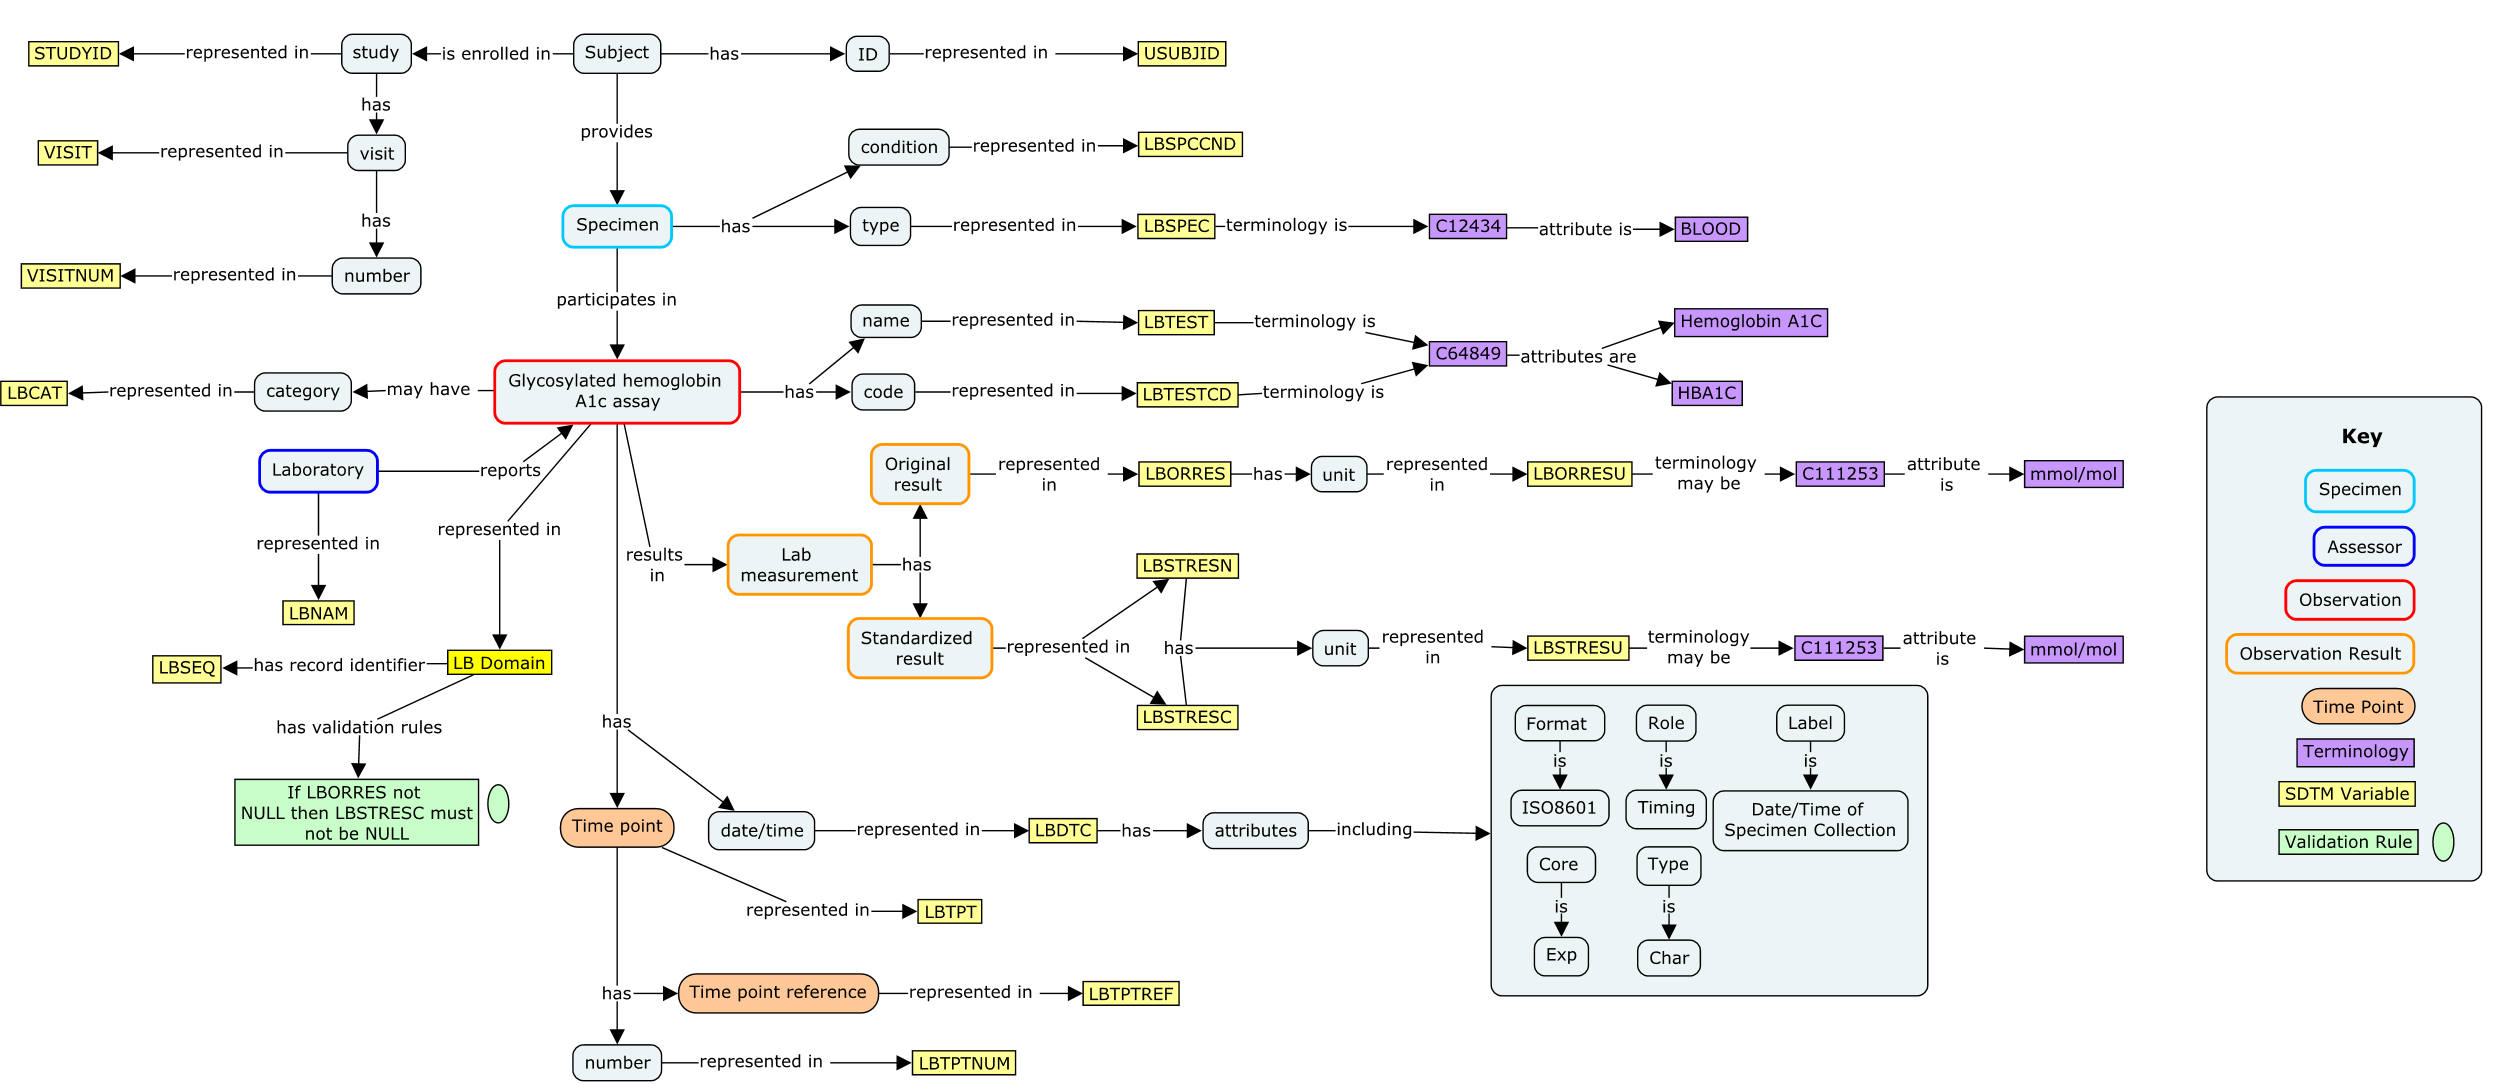 STUDYID
represented in
study
is enrolled in
Subject
has
ID
represented in
USUBJID
has
provides
VISIT
represented in
visit
condition
represented in
LBSPCCND
has
Specimen
has
type
represented in
LBSPEC
terminology is
C12434
attribute is
BLOOD
VISITNUM
represented in
number
participates in
name
represented in
LBTEST
terminology is
Hemoglobin A1C
C64849
attributes are
LBCAT
represented in
category
may have
Glycosylated hemoglobin
A1c assay
has
code
represented in
LBTESTCD
terminology is
HBA1C
Laboratory
reports
Original
result
represented
in
LBORRES
has
unit
represented
in
LBORRESU
terminology
may be
C111253
attribute
is
mmol/mol
represented in
represented in
results
in
Lab
measurement
has
LBSTRESN
LBNAM
Standardized
result
represented in
has
unit
represented
in
LBSTRESU
terminology
may be
C111253
attribute
is
mmol/mol
LBSEQ
has record identifier
LB Domain
LBSTRESC
has validation rules
has
If LBORRES not
NULL then LBSTRESC must
not be NULL
Time point
date/time
represented in
LBDTC
has
attributes
including
Format
Role
Label
is
is
is
ISO8601
Timing
Date/Time of
Specimen Collection
Core
Type
is
is
Exp
Char
represented in
LBTPT
has
Time point reference
represented in
LBTPTREF
number
represented in
LBTPTNUM
Key
Specimen
Assessor
Observation
Observation Result
Time Point
Terminology
SDTM Variable
Validation Rule